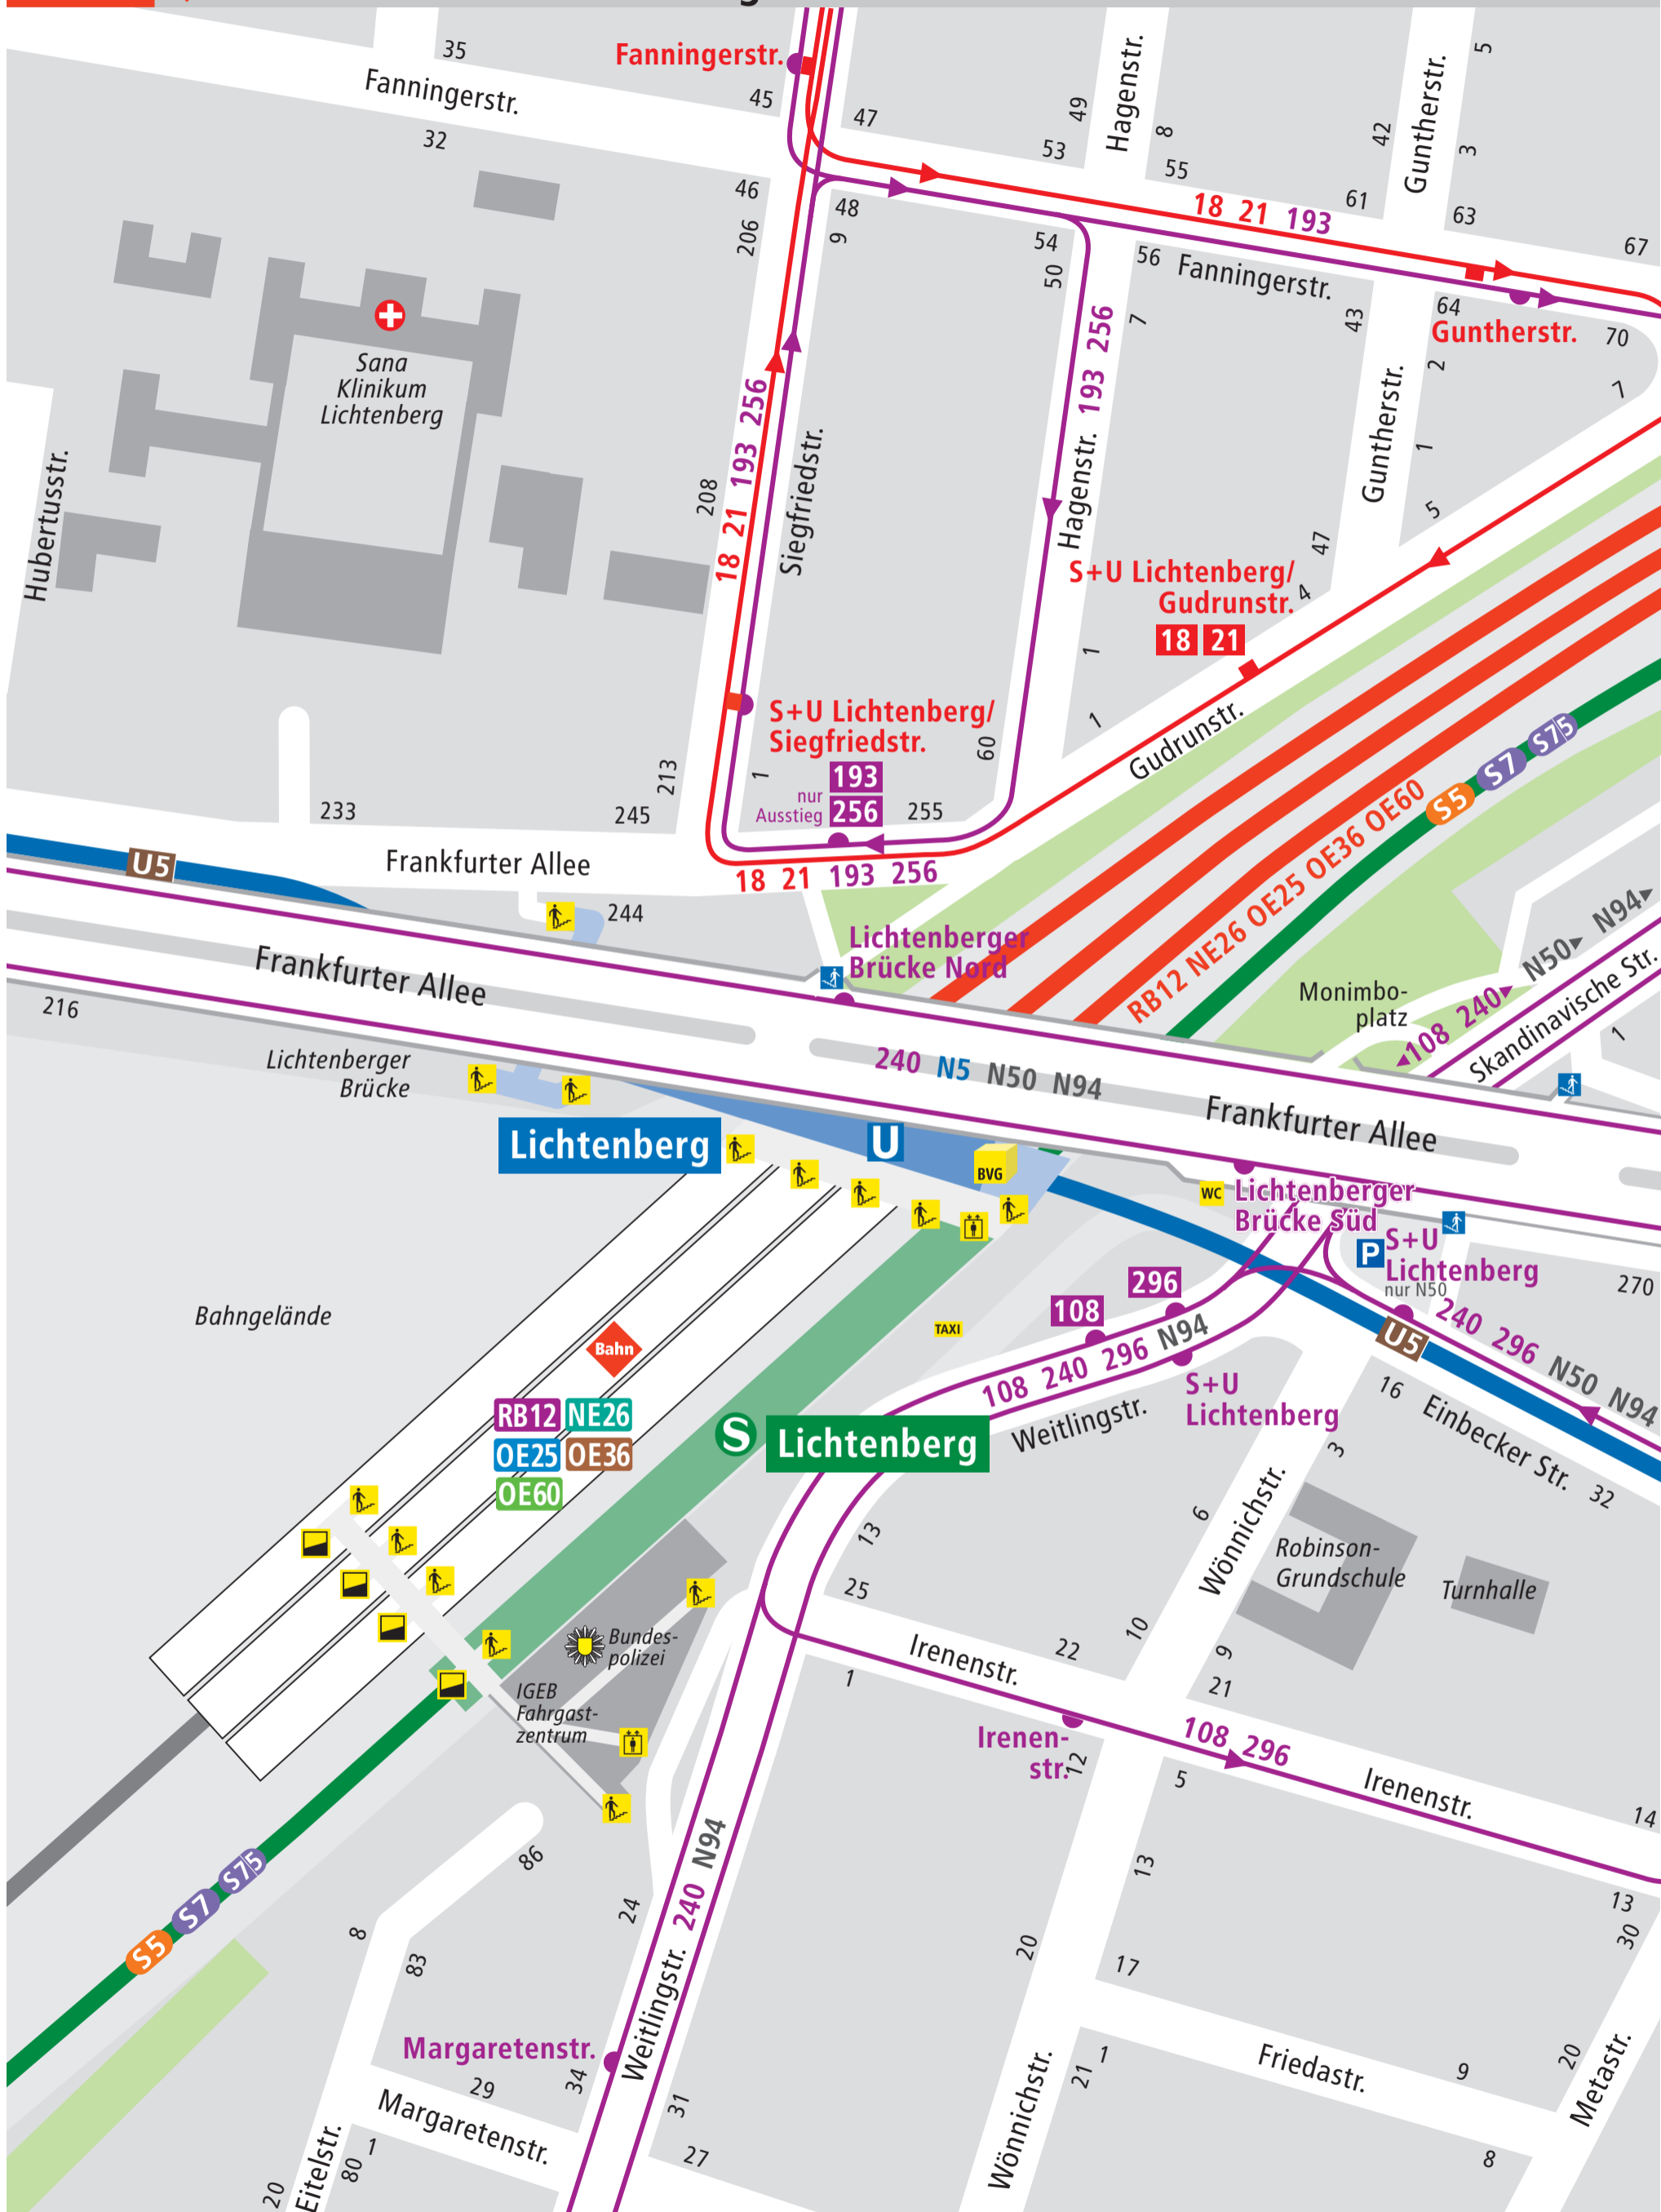 35
Fanningerstr.
Fanningerstr.
45
47
32
53
49
Hagenstr.
8
55
42
Guntherstr.
5
3
61
63
67
18 21 193
46
206
48
9
54
50
56
Fanningerstr.
43
64
Guntherstr.
70
7
2
Sana
Klinikum
Lichtenberg
Hubertusstr.
208
18 21 193 256
Siegfriedstr.
Hagenstr.
193 256
7
Guntherstr.
1
5
47
4
S+U Lichtenberg/
Gudrunstr.
18 21
1
1
Gudrunstr.
S+U Lichtenberg/
Siegfriedstr.
193
nur
Ausstieg
256
1
60
255
213
233
245
Frankfurter Allee
U5
18 21 193 256
244
S5 S7 S75
RB12 NE26 OE25 OE36 OE60
Lichtenberger
Brücke Nord
Frankfurter Allee
216
Lichtenberger
Brücke
Monimbo-
platz
108 240
N50 N94
Skandinavische Str.
1
240 N5 N50 N94
Frankfurter Allee
Lichtenberg
U
BVG
WC
Lichtenberger
Brücke Süd
P
S+U
Lichtenberg
nur N50
270
240 296 N50 N94
U5
Bahngelände
Bahn
TAXI
296
108
108 240 296 N94
S+U
Lichtenberg
Weitlingstr.
16
Einbecker Str.
32
RB12 NE26
OE25 OE36
OE60
S
Lichtenberg
3
6
Wönnichstr.
Robinson-
Grundschule
Turnhalle
13
25
10
9
Bundes-
polizei
IGEB
Fahrgast-
zentrum
Irenenstr.
22
21
1
Irenen-
str.
12
108 296
5
Irenenstr.
14
13
30
86
8
83
24
240 N94
Weitlingstr.
S5 S7 S75
13
20
17
Margaretenstr.
34
29
Margaretenstr.
31
27
1
80
20
Eitelstr.
Wönnichstr.
21
1
Friedastr.
9
20
Metastr.
8